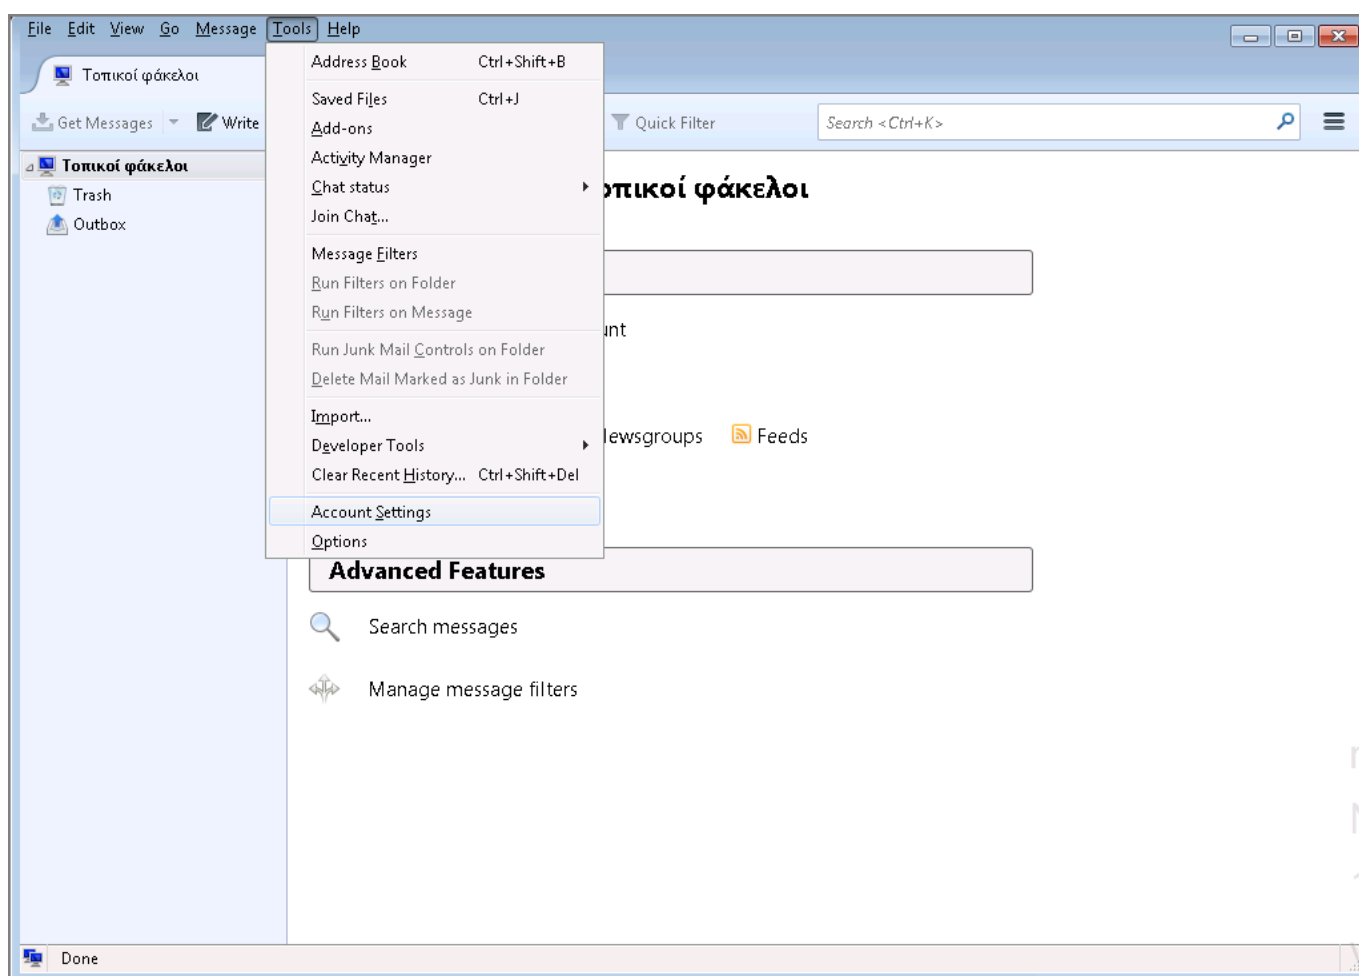 File Edit View Go Message Tools Help
Τοπικοί φάκελοι
Get Messages Write Quick Filter Search <Ctrl+K>
Τοπικοί φάκελοι
Trash
Outbox
Address Book Ctrl+Shift+B
Saved Files Ctrl+J
Add-ons
Activity Manager
Chat status
Join Chat...
Message Filters
Run Filters on Folder
Run Filters on Message
Run Junk Mail Controls on Folder
Delete Mail Marked as Junk in Folder
Import...
Developer Tools
Clear Recent History... Ctrl+Shift+Del
Account Settings
Options
οπικοί φάκελοι
unt
ewsgroups Feeds
Advanced Features
Search messages
Manage message filters
Done